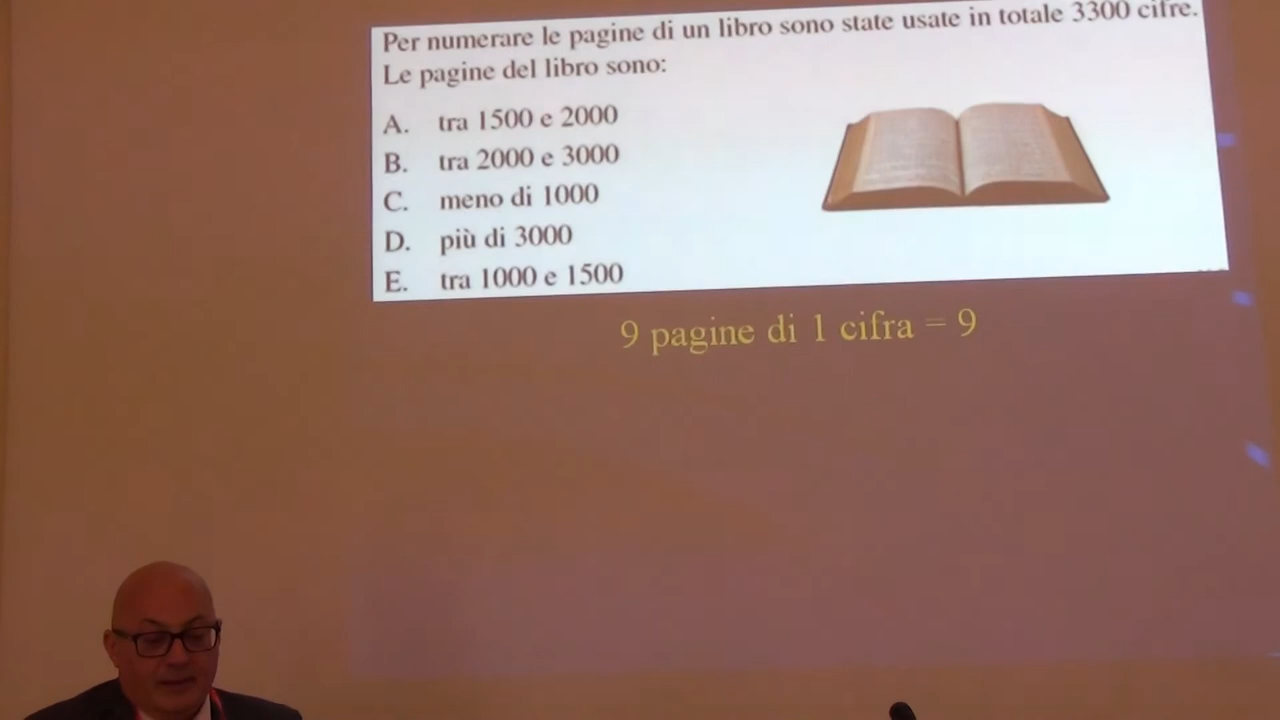 Per numerare le pagine di un libro sono state usate in totale 3300 cifre.
Le pagine del libro sono:
A. tra 1500 e 2000
B. tra 2000 e 3000
C. meno di 1000
D. più di 3000
E. tra 1000 e 1500
9 pagine di 1 cifra = 9